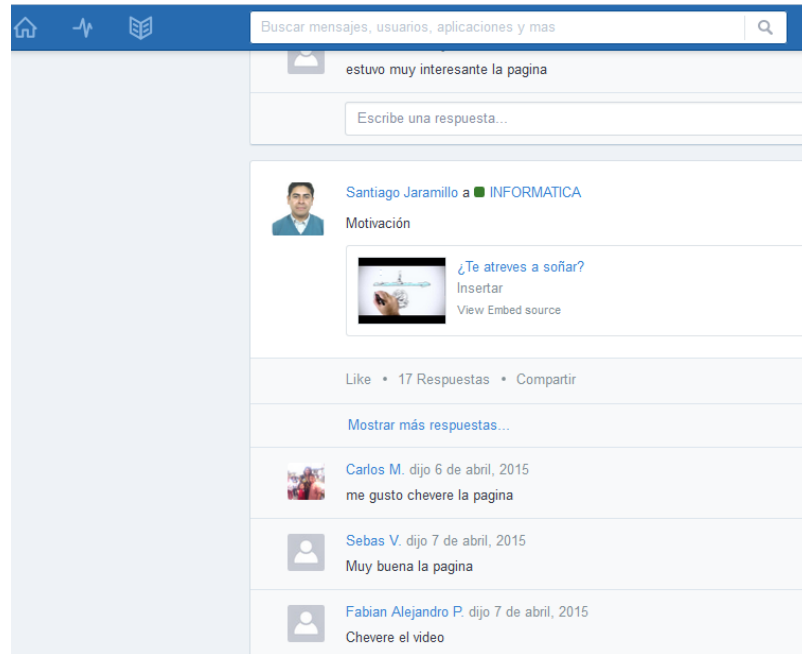 Buscar mensajes, usuarios, aplicaciones y mas
estuvo muy interesante la pagina
Escribe una respuesta...
Santiago Jaramillo a INFORMATICA
Motivación
¿Te atreves a soñar?
Insertar
View Embed source
Like • 17 Respuestas • Compartir
Mostrar más respuestas...
Carlos M. dijo 6 de abril, 2015
me gusto chevere la pagina
Sebas V. dijo 7 de abril, 2015
Muy buena la pagina
Fabian Alejandro P. dijo 7 de abril, 2015
Chevere el video